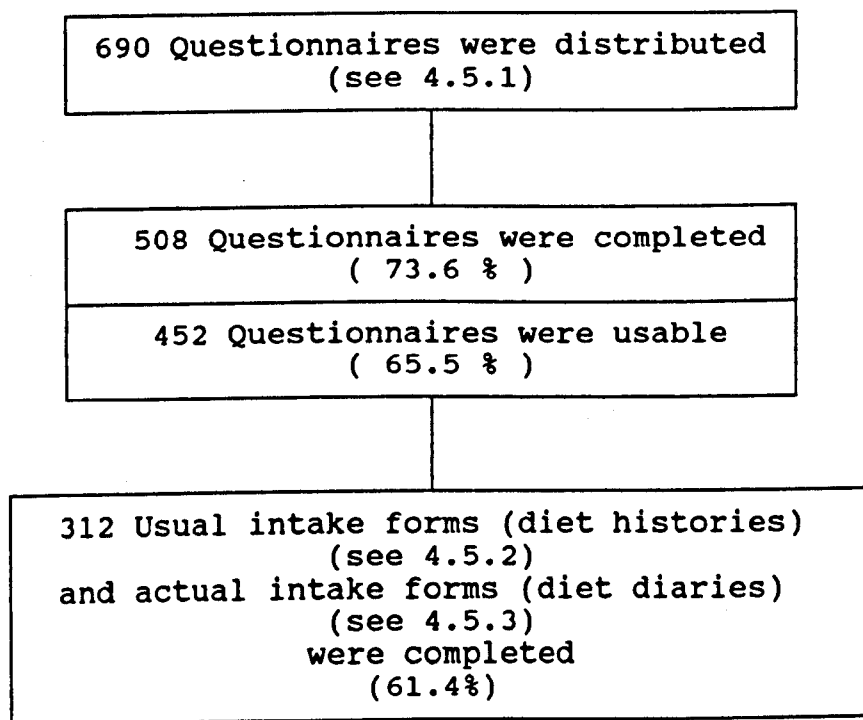 690 Questionnaires were distributed
(see 4.5.1)
508 Questionnaires were completed
( 73.6 % )
452 Questionnaires were usable
( 65.5 % )
312 Usual intake forms (diet histories)
(see 4.5.2)
and actual intake forms (diet diaries)
(see 4.5.3)
were completed
(61.4%)